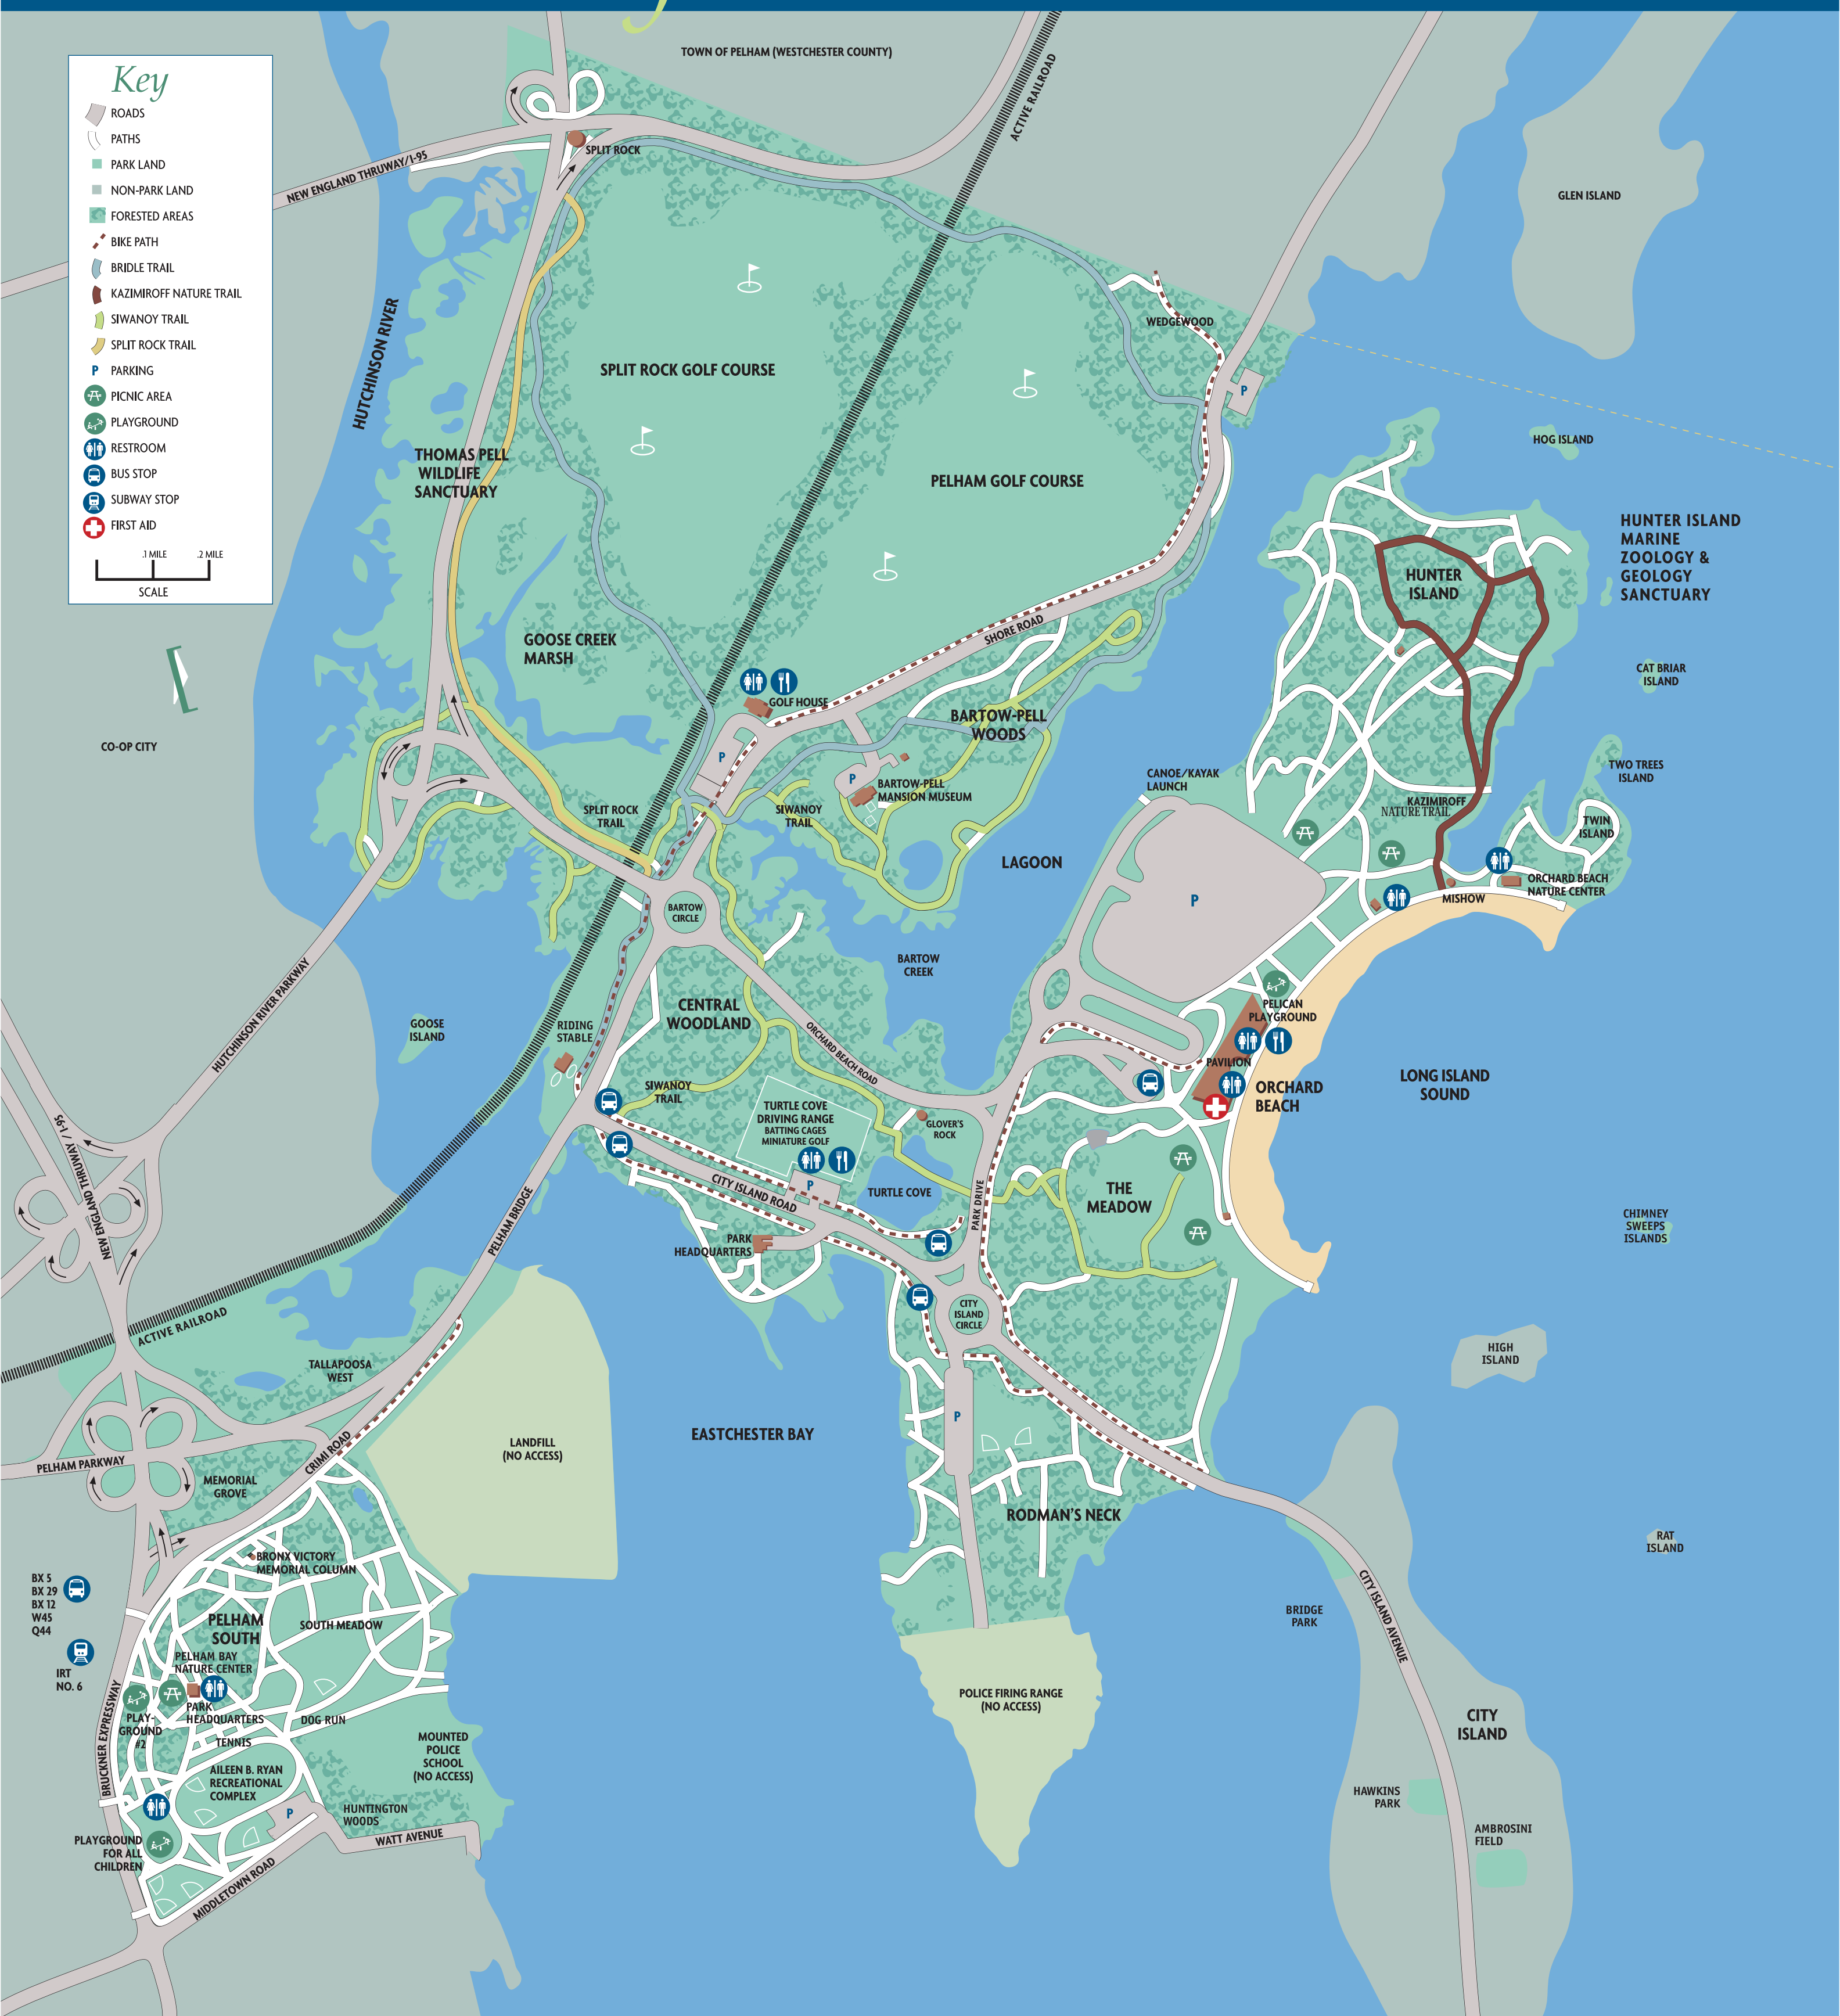 TOWN OF PELHAM (WESTCHESTER COUNTY)
Key
ROADS
PATHS
PARK LAND
NON-PARK LAND
FORESTED AREAS
BIKE PATH
BRIDLE TRAIL
KAZIMIROFF NATURE TRAIL
SIWANOY TRAIL
SPLIT ROCK TRAIL
P PARKING
PICNIC AREA
PLAYGROUND
RESTROOM
BUS STOP
SUBWAY STOP
FIRST AID
.1 MILE .2 MILE
SCALE
ACTIVE RAILROAD
SPLIT ROCK
NEW ENGLAND THRUWAY/I-95
GLEN ISLAND
HUTCHINSON RIVER
WEDGEWOOD
SPLIT ROCK GOLF COURSE
P
HOG ISLAND
THOMAS PELL
WILDLIFE
SANCTUARY
PELHAM GOLF COURSE
HUNTER ISLAND
MARINE
ZOOLOGY &
GEOLOGY
SANCTUARY
HUNTER
ISLAND
GOOSE CREEK
MARSH
SHORE ROAD
CAT BRIAR
ISLAND
GOLF HOUSE
BARTOW-PELL
WOODS
CO-OP CITY
P
P
TWO TREES
ISLAND
CANOE/KAYAK
LAUNCH
BARTOW-PELL
MANSION MUSEUM
SPLIT ROCK
TRAIL
SIWANOY
TRAIL
KAZIMIROFF
NATURE TRAIL
TWIN
ISLAND
LAGOON
ORCHARD BEACH
NATURE CENTER
MISHOW
P
BARTOW
CIRCLE
BARTOW
CREEK
HUTCHINSON RIVER PARKWAY
CENTRAL
WOODLAND
PELICAN
PLAYGROUND
GOOSE
ISLAND
RIDING
STABLE
ORCHARD BEACH ROAD
PAVILION
ORCHARD
BEACH
LONG ISLAND
SOUND
SIWANOY
TRAIL
TURTLE COVE
DRIVING RANGE
BATTING CAGES
MINIATURE GOLF
GLOVER'S
ROCK
NEW ENGLAND THRUWAY / I-95
P
CITY ISLAND ROAD
TURTLE COVE
PARK DRIVE
THE
MEADOW
PELHAM BRIDGE
PARK
HEADQUARTERS
CHIMNEY
SWEEPS
ISLANDS
CITY
ISLAND
CIRCLE
ACTIVE RAILROAD
HIGH
ISLAND
TALLAPOOSA
WEST
P
EASTCHESTER BAY
LANDFILL
(NO ACCESS)
CRIMI ROAD
PELHAM PARKWAY
MEMORIAL
GROVE
RODMAN'S NECK
RAT
ISLAND
BRONX VICTORY
MEMORIAL COLUMN
BX 5
BX 29
BX 12
W45
Q44
BRIDGE
PARK
CITY ISLAND AVENUE
PELHAM
SOUTH
SOUTH MEADOW
PELHAM BAY
NATURE CENTER
IRT
NO. 6
POLICE FIRING RANGE
(NO ACCESS)
PARK
HEADQUARTERS
DOG RUN
PLAY-
GROUND
#2
TENNIS
CITY
ISLAND
BRUCKNER EXPRESSWAY
MOUNTED
POLICE
SCHOOL
(NO ACCESS)
AILEEN B. RYAN
RECREATIONAL
COMPLEX
P
HAWKINS
PARK
HUNTINGTON
WOODS
WATT AVENUE
AMBROSINI
FIELD
PLAYGROUND
FOR ALL
CHILDREN
MIDDLETOWN ROAD